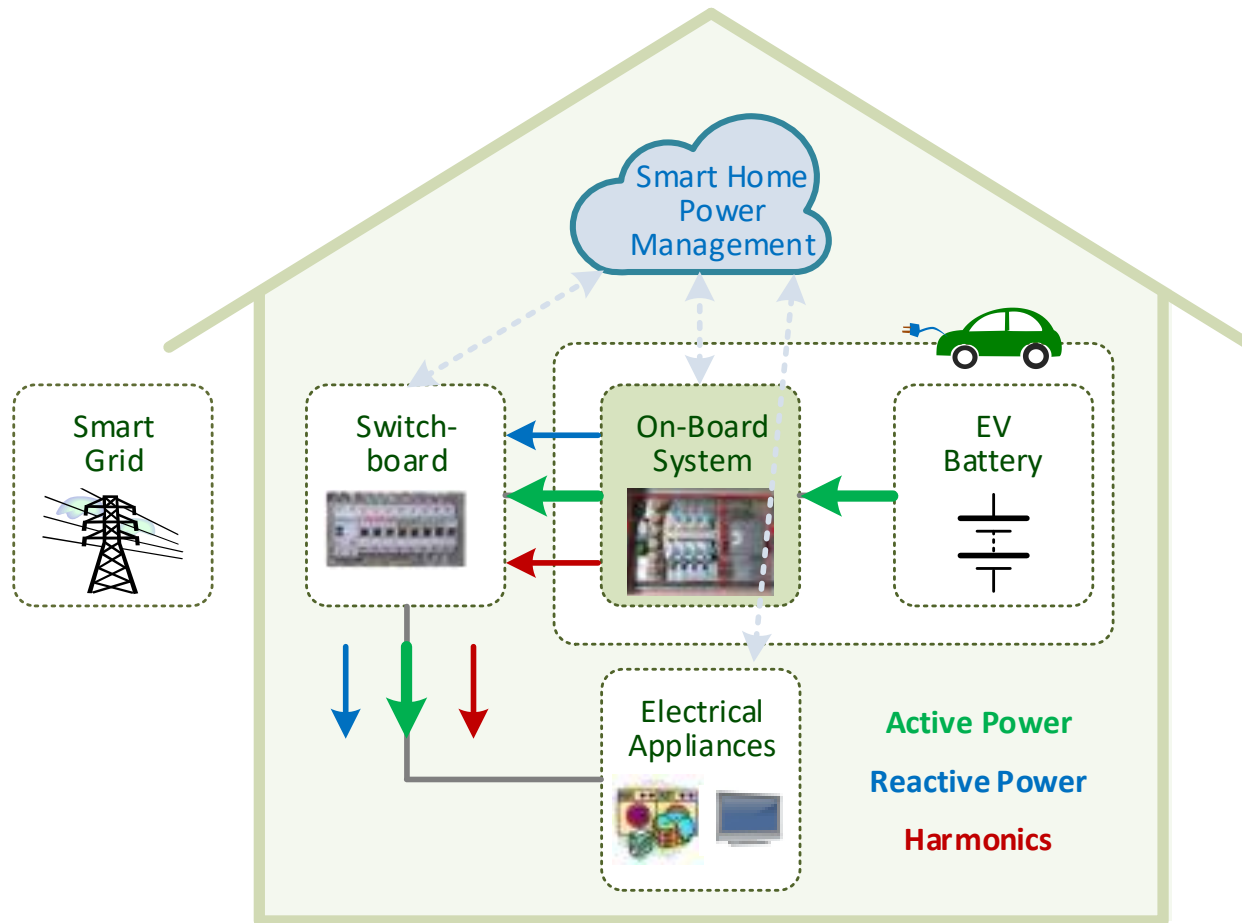 Smart Home
Power
Management
Smart
Grid
Switch-
board
On-Board
System
EV
Battery
Electrical
Appliances
Active Power
Reactive Power
Harmonics